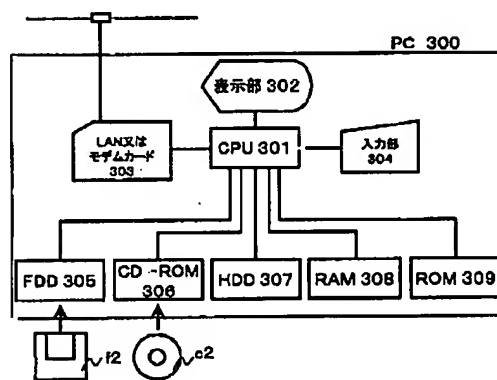 PC 300
表示部 302
LAN又は
モデムカード
303
CPU 301
入力部
304
FDD 305
CD -ROM
306
HDD 307
RAM 308
ROM 309
f2
c2